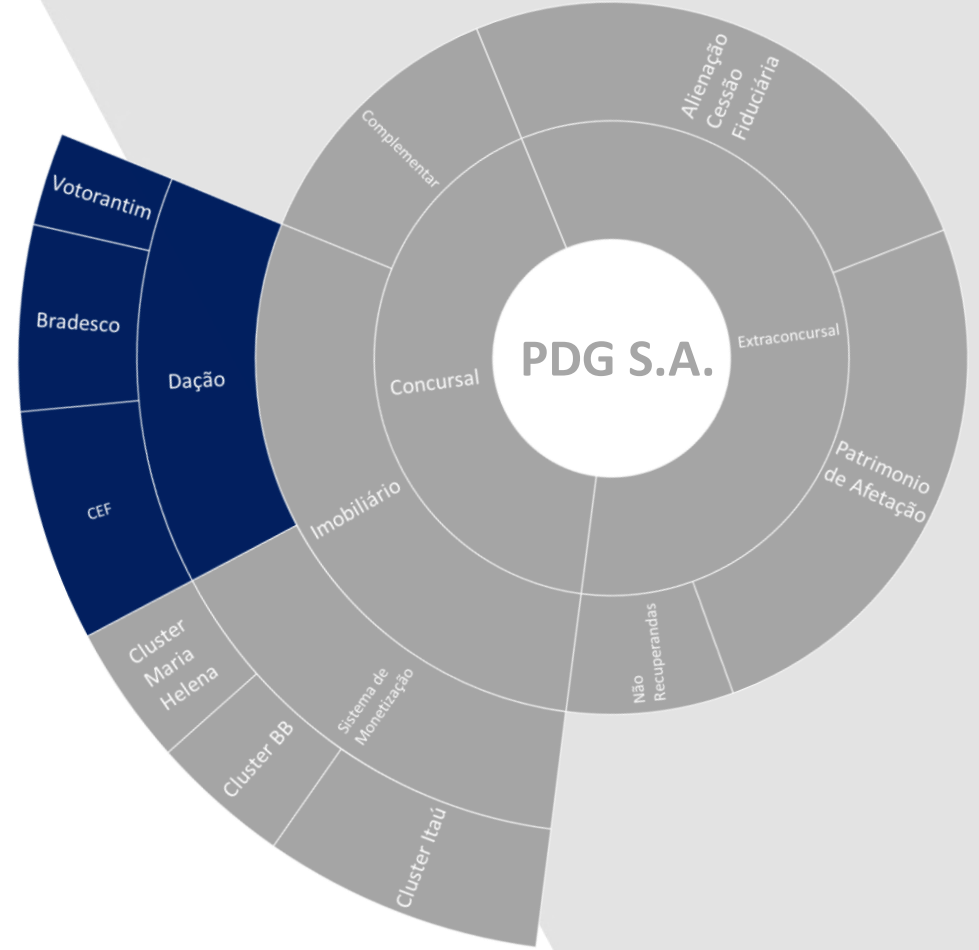 Alienação
Cessão
Fiduciária
Complementar
Votorantim
Bradesco
Dação
CEF
Concursal
PDG S.A.
Extraconcursal
Imobiliário
Patrimonio
de Afetação
Não
Recuperandas
Cluster
Maria
Helena
Sistema de
Monetização
Cluster BB
Cluster Itaú